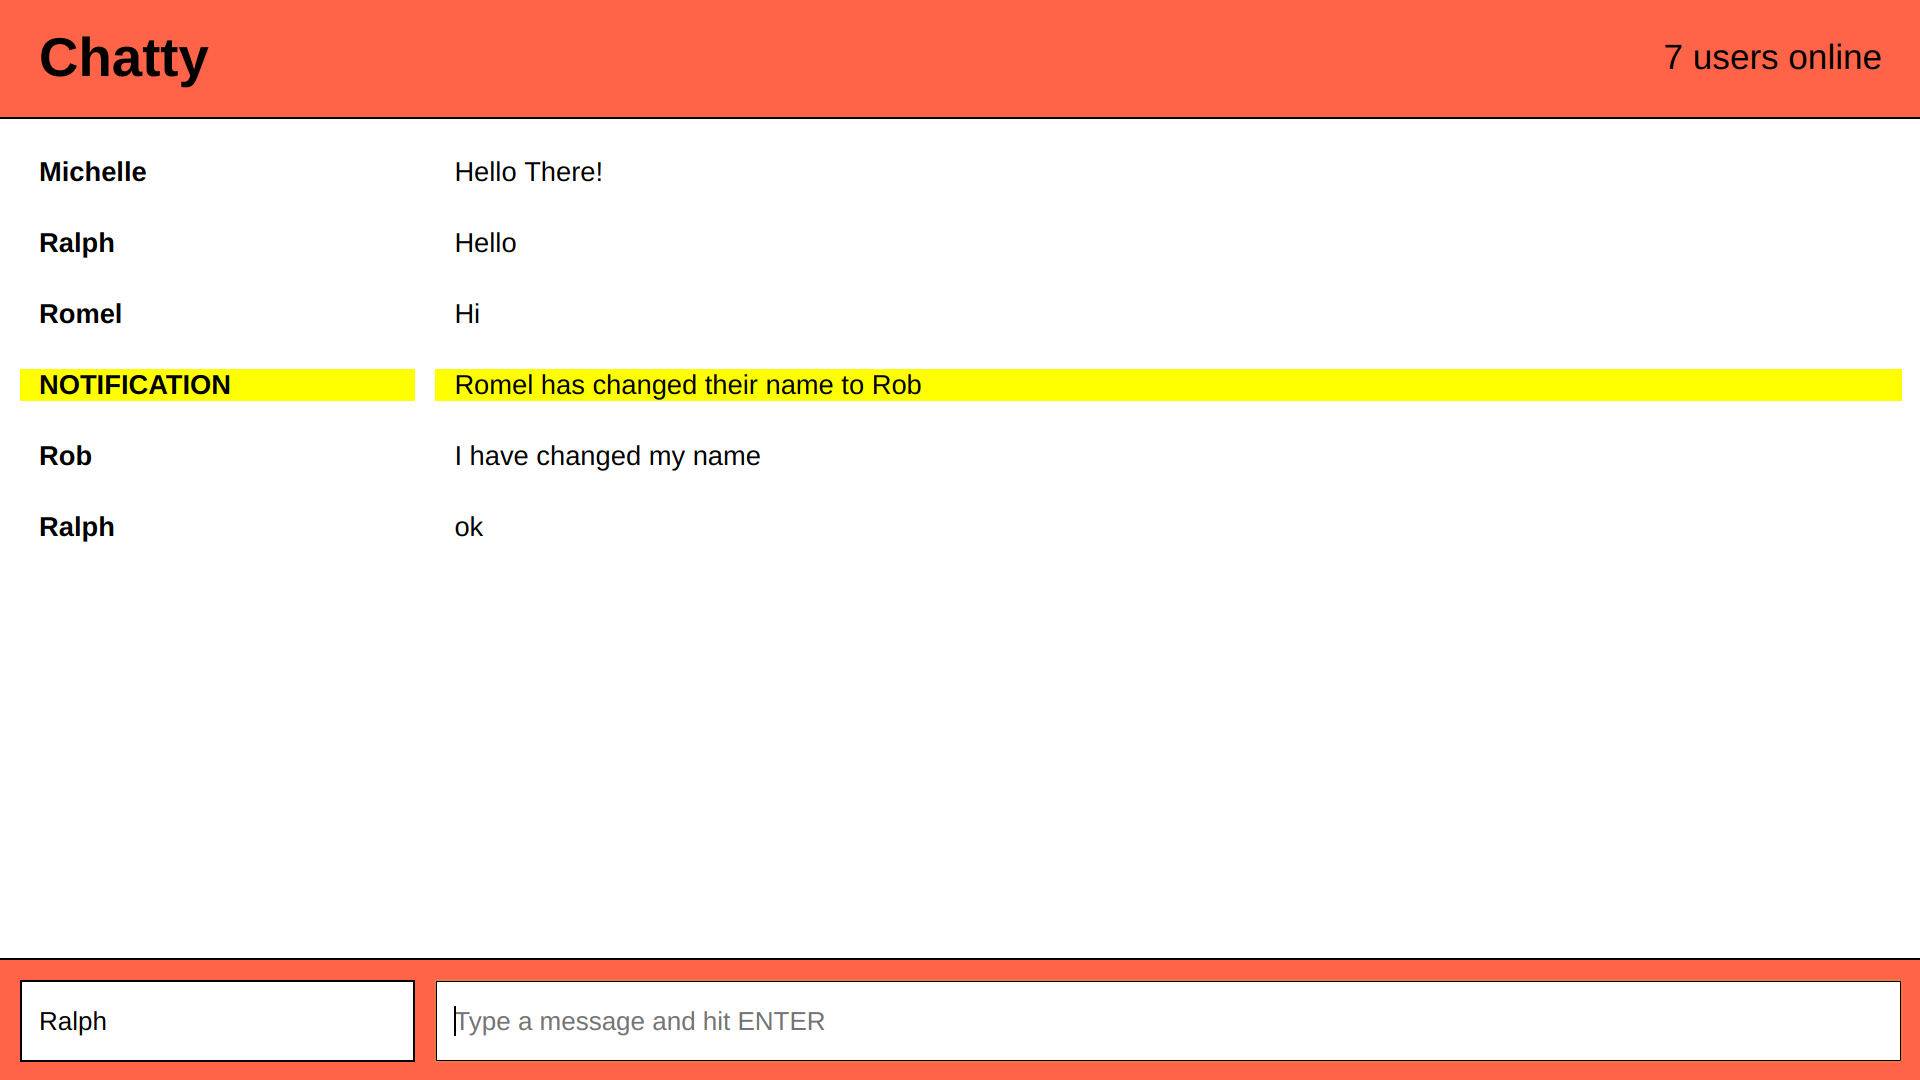 Chatty 7 users online
Michelle Hello There!
Ralph Hello
Romel Hi
NOTIFICATION Romel has changed their name to Rob
Rob I have changed my name
Ralph ok
Ralph Type a message and hit ENTER